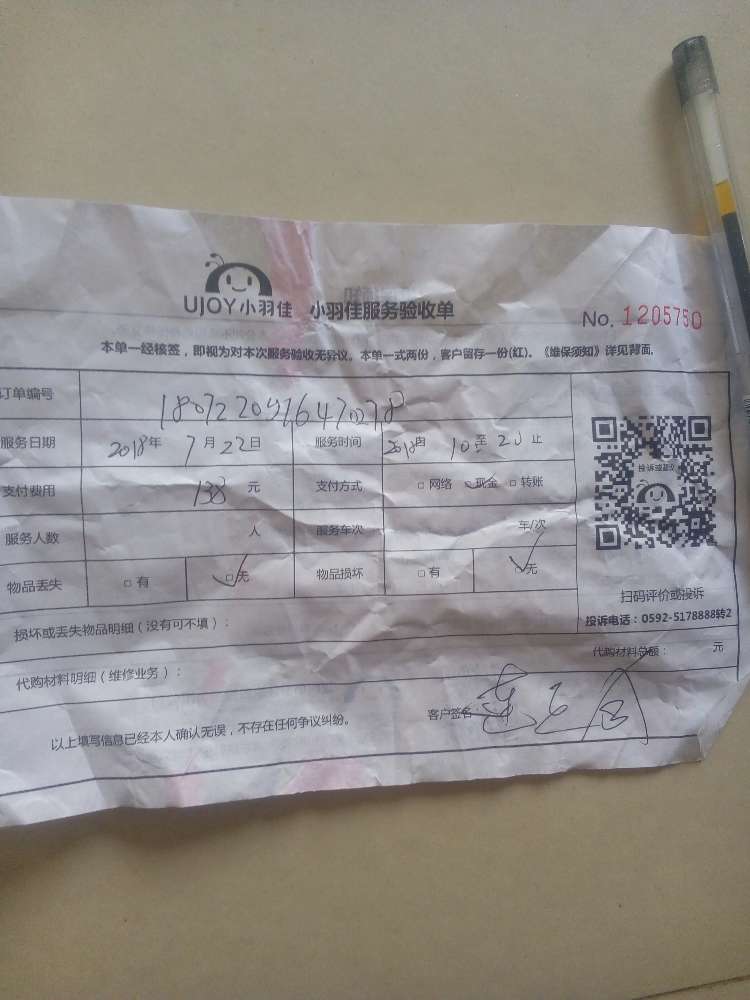 UJOY小羽佳 小羽佳服务验收单
No. 1205750
本单一经核签，即视为对本次服务验收无异议。本单一式两份，客户留存一份(红)。《维保须知》详见背面.
订单编号
服务日期 2018年 7月22日 服务时间 2018自 10至 20止
支付费用 138 元 支付方式 □网络 ☑现金 □转账
服务人数 人 服务车次 车/次
物品丢失 □有 ☑无 物品损坏 □有 ☑无
投诉或建议
扫码评价或投诉
投诉电话：0592-5178888转2
损坏或丢失物品明细（没有可不填）：
代购材料明细（维修业务）： 代购材料总额： 元
以上填写信息已经本人确认无误，不存在任何争议纠纷。 客户签名：